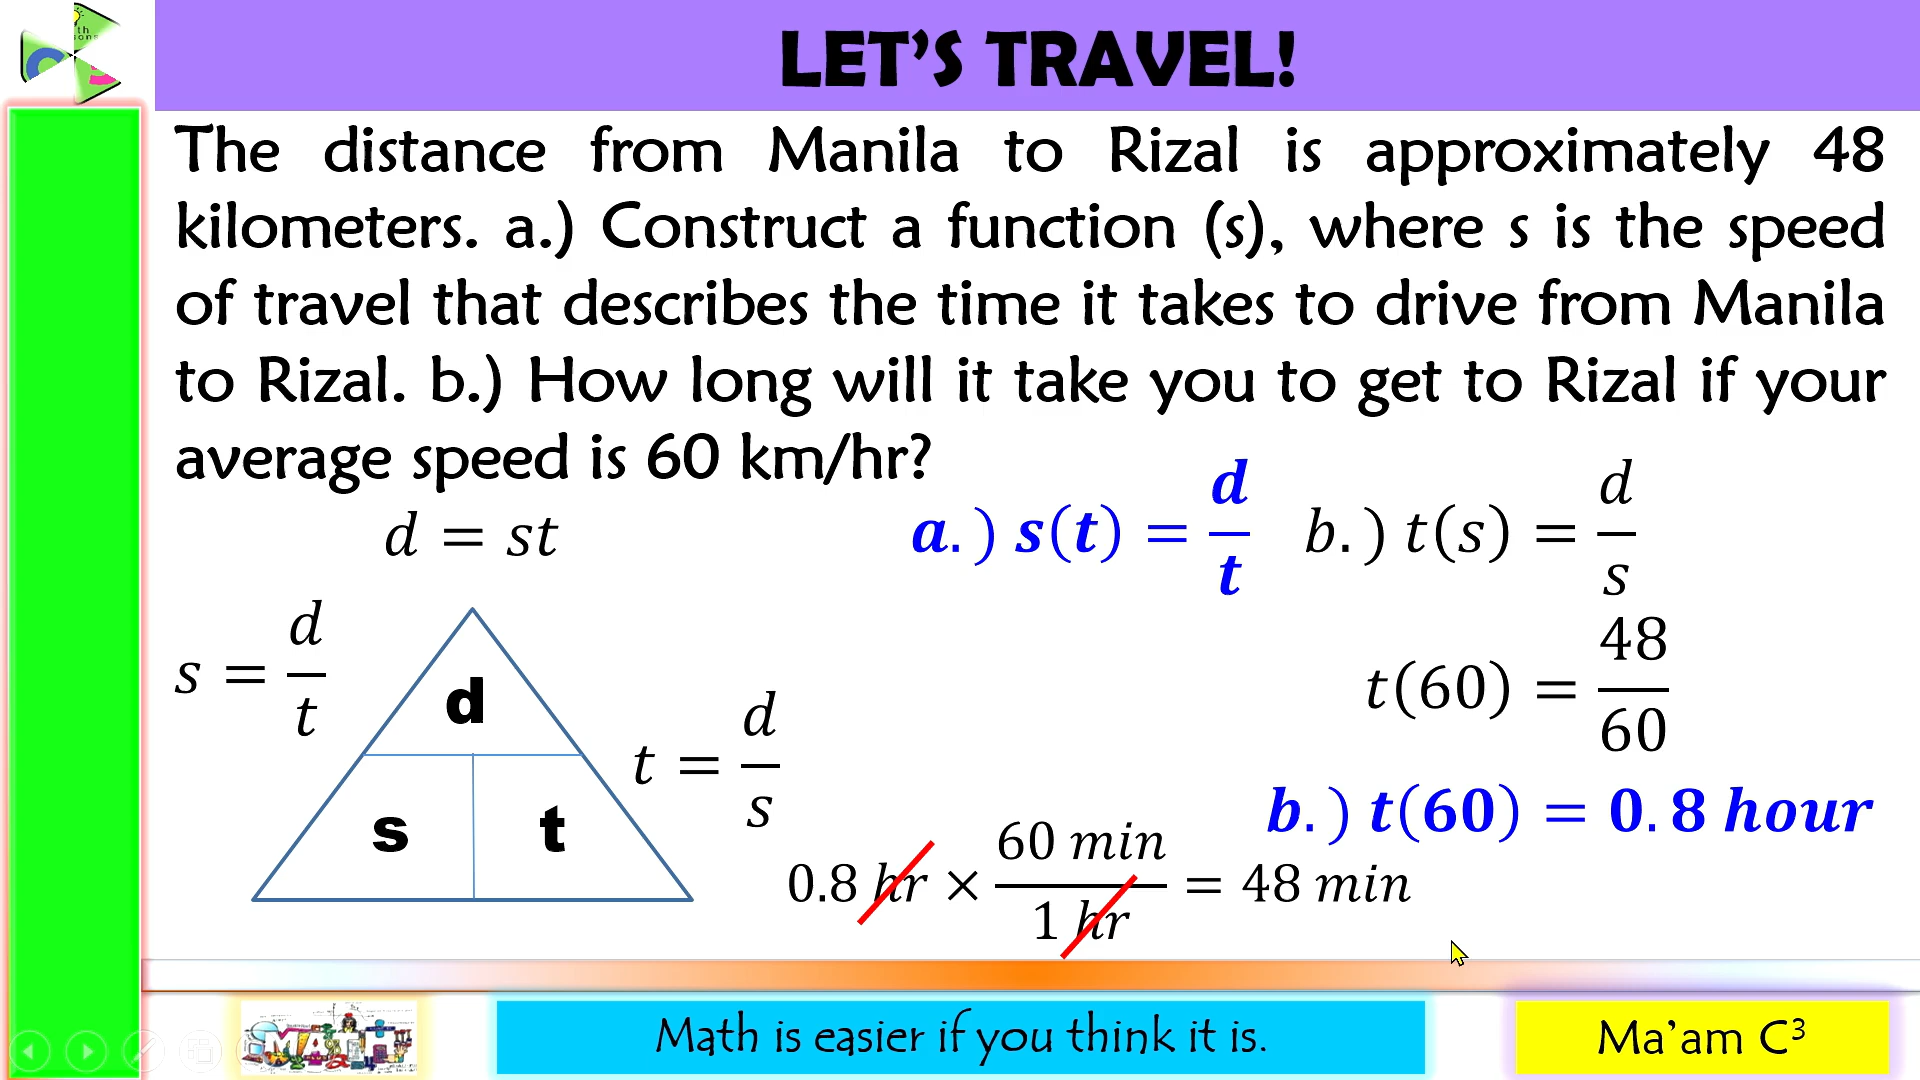 LET’S TRAVEL!
The distance from Manila to Rizal is approximately 48
kilometers. a.) Construct a function (s), where s is the speed
of travel that describes the time it takes to drive from Manila
to Rizal. b.) How long will it take you to get to Rizal if your
average speed is 60 km/hr?
d = st
a.) s(t) = d/t
b.) t(s) = d/s
s = d/t
d
s t
t = d/s
t(60) = 48/60
b.) t(60) = 0.8 hour
0.8 hr × 60 min / 1 hr = 48 min
MATH
Math is easier if you think it is.
Ma’am C³